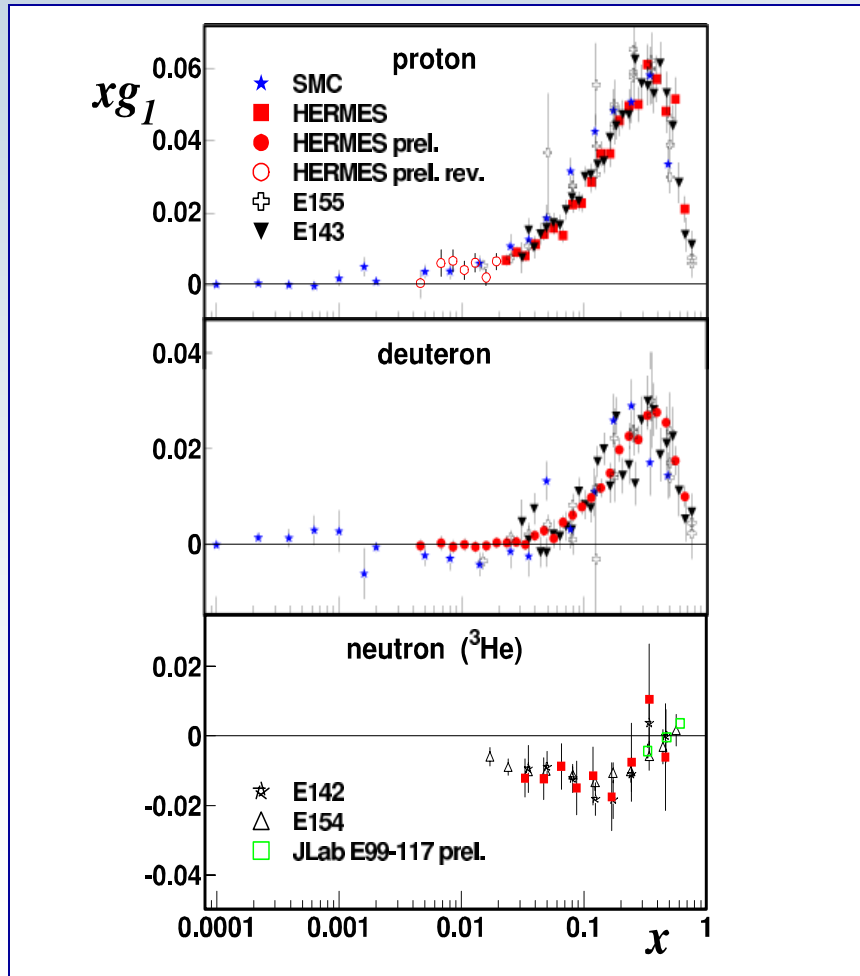 proton
xg1
0.06
0.04
0.02
0
SMC
HERMES
HERMES prel.
HERMES prel. rev.
E155
E143
deuteron
0.04
0.02
0
neutron (³He)
0.02
0
-0.02
-0.04
E142
E154
JLab E99-117 prel.
0.0001 0.001 0.01 0.1 1
x